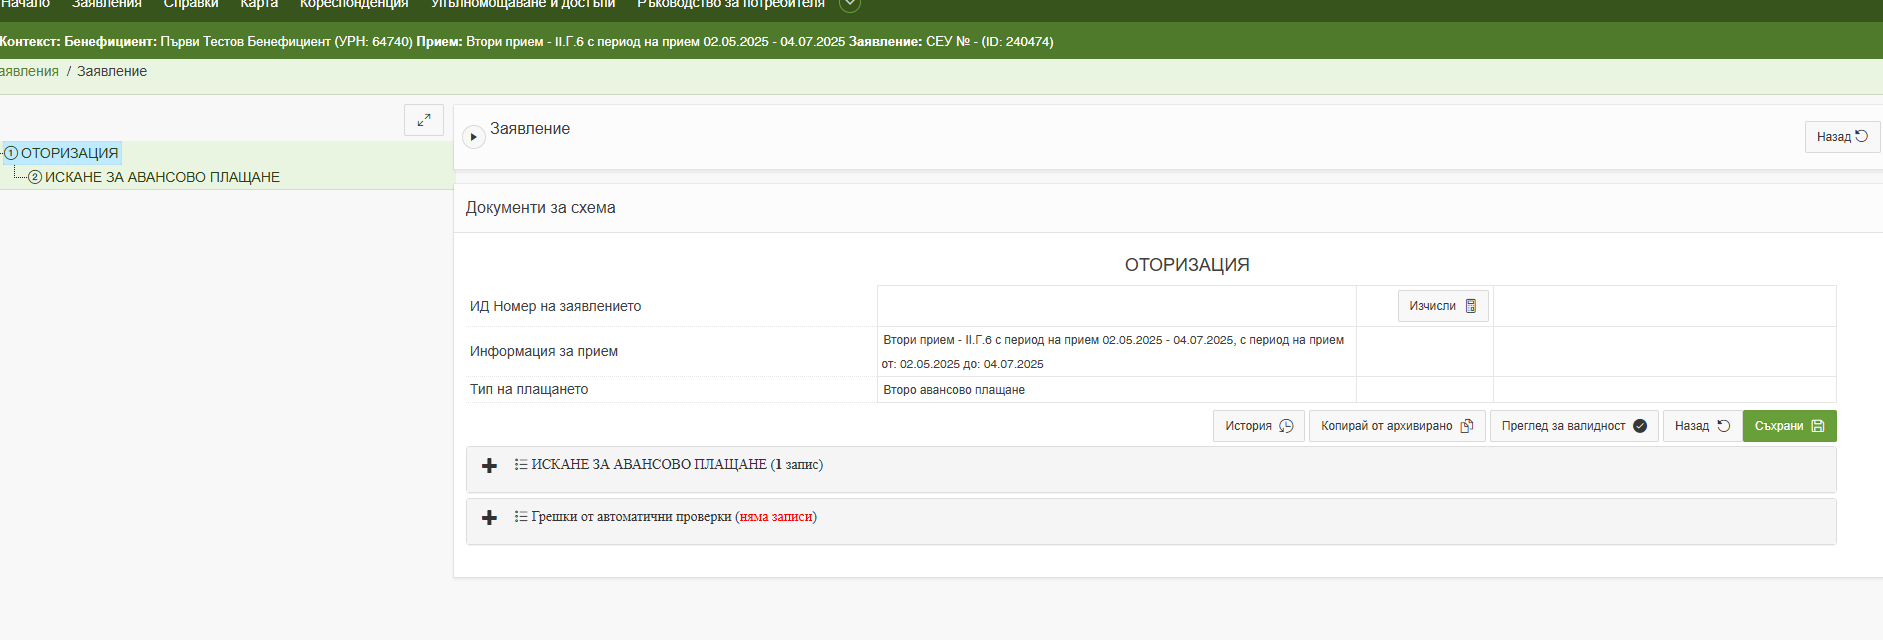 Начало Заявления Справки Карта Кореспонденция Упълномощаване и достъпи Ръководство за потребителя
Контекст: Бенефициент: Първи Тестов Бенефициент (УРН: 64740) Прием: Втори прием - II.Г.6 с период на прием 02.05.2025 - 04.07.2025 Заявление: СЕУ № - (ID: 240474)
аявления / Заявление
Заявление
Назад
1 ОТОРИЗАЦИЯ
2 ИСКАНЕ ЗА АВАНСОВО ПЛАЩАНЕ
Документи за схема
ОТОРИЗАЦИЯ
ИД Номер на заявлението
Изчисли
Информация за прием
Втори прием - II.Г.6 с период на прием 02.05.2025 - 04.07.2025, с период на прием
от: 02.05.2025 до: 04.07.2025
Тип на плащането
Второ авансово плащане
История Копирай от архивирано Преглед за валидност Назад Съхрани
ИСКАНЕ ЗА АВАНСОВО ПЛАЩАНЕ (1 запис)
Грешки от автоматични проверки (няма записи)